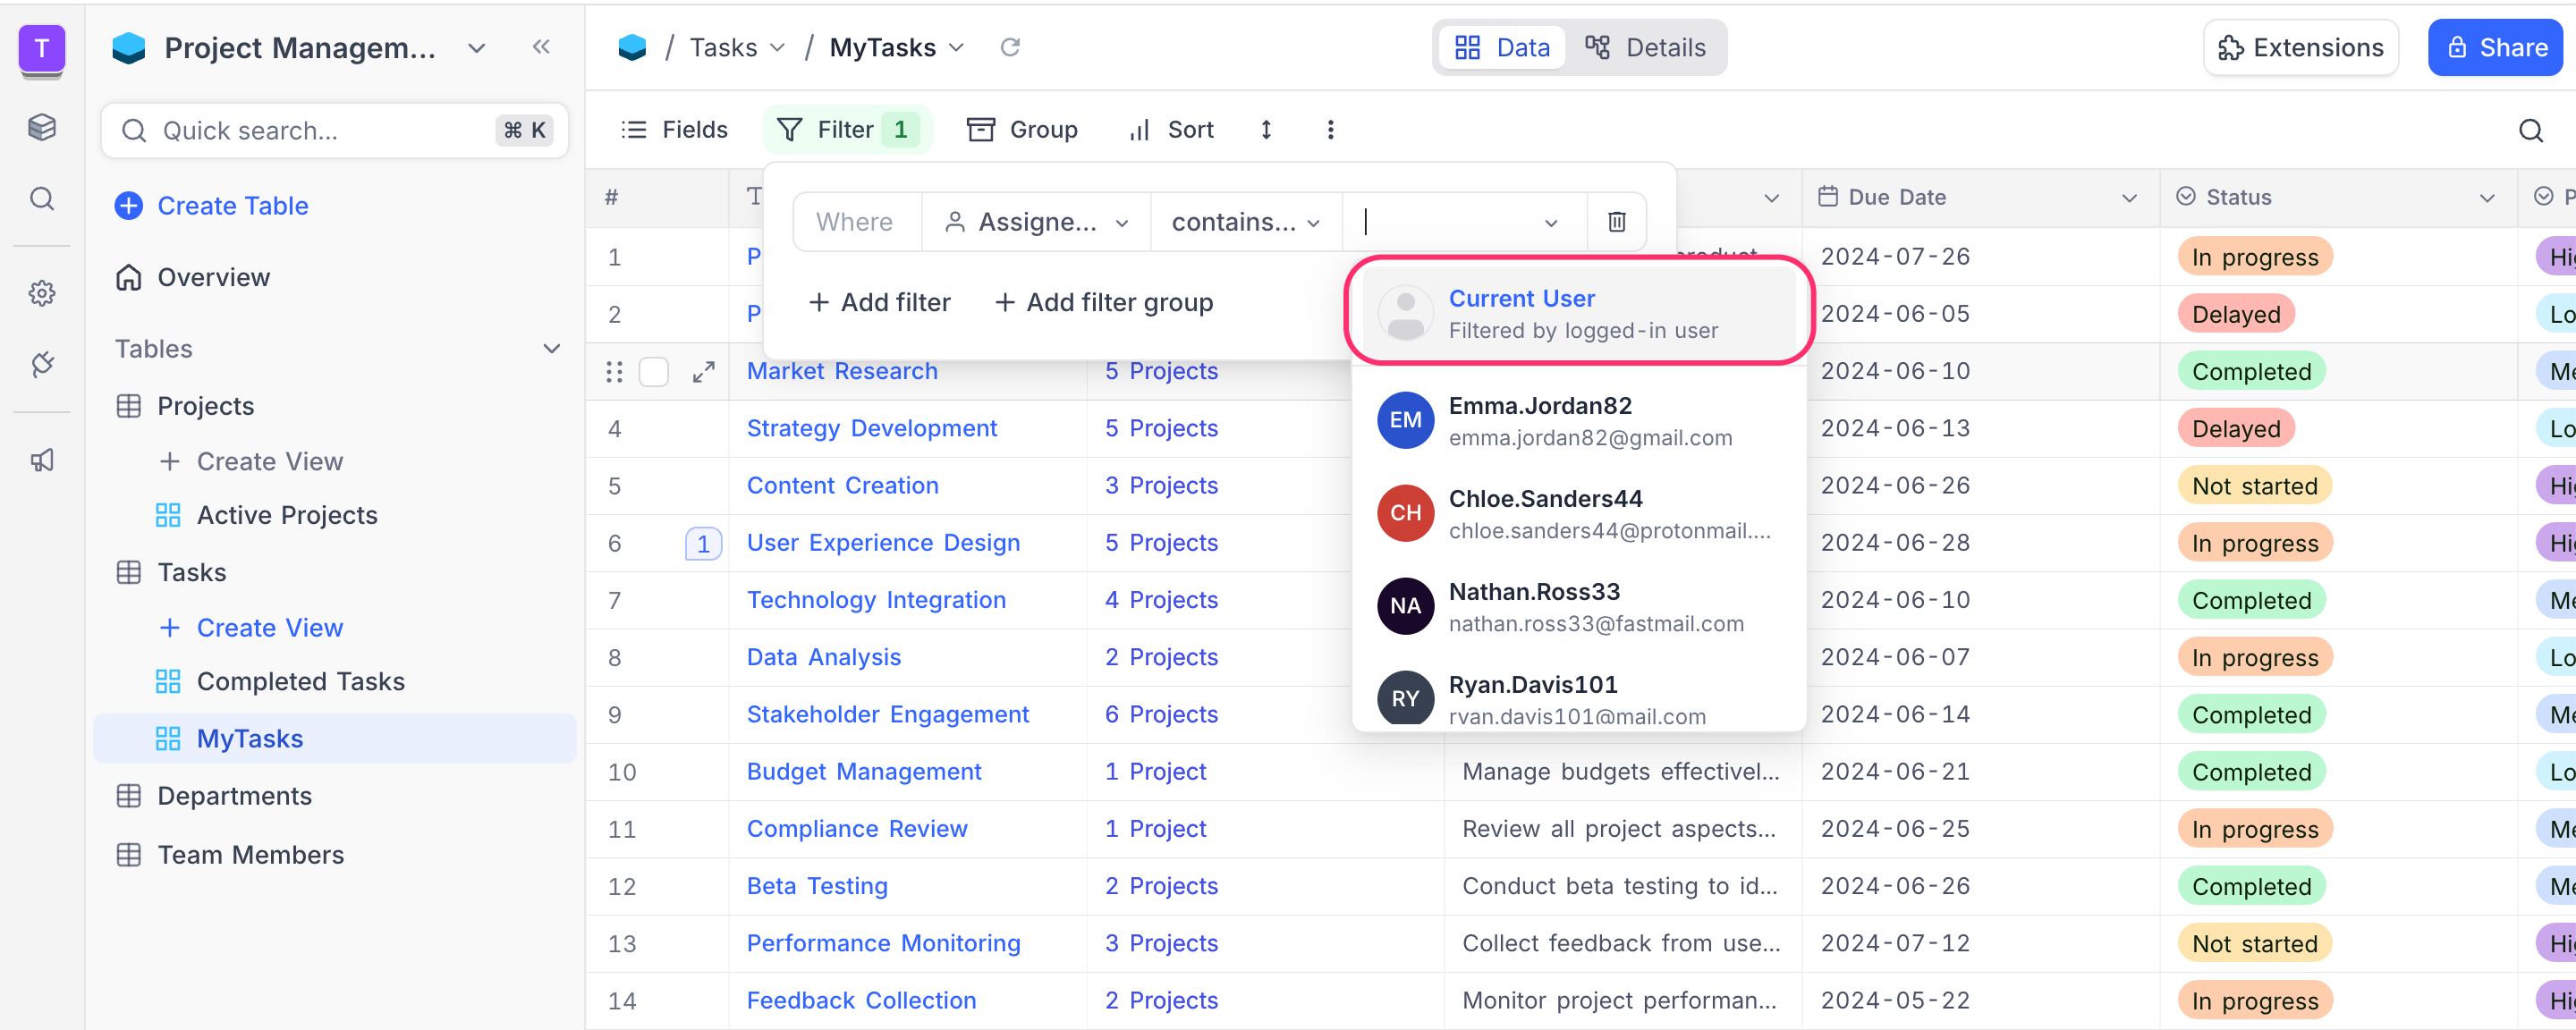 T
Project Managem...
Quick search...
⌘ K
Create Table
Overview
Tables
Projects
Create View
Active Projects
Tasks
Create View
Completed Tasks
MyTasks
Departments
Team Members
/ Tasks / MyTasks
Data
Details
Extensions
Share
Fields
Filter 1
Group
Sort
# T Due Date Status P
Where Assigne... contains...
+ Add filter + Add filter group
Current User
Filtered by logged-in user
Emma.Jordan82
emma.jordan82@gmail.com
Chloe.Sanders44
chloe.sanders44@protonmail....
Nathan.Ross33
nathan.ross33@fastmail.com
Ryan.Davis101
ryan.davis101@mail.com
EM
CH
NA
RY
1 P product 2024-07-26 In progress Hi
2 P 2024-06-05 Delayed Lo
Market Research 5 Projects 2024-06-10 Completed Me
4 Strategy Development 5 Projects 2024-06-13 Delayed Lo
5 Content Creation 3 Projects 2024-06-26 Not started Hi
6 1 User Experience Design 5 Projects 2024-06-28 In progress Hi
7 Technology Integration 4 Projects 2024-06-10 Completed Me
8 Data Analysis 2 Projects 2024-06-07 In progress Lo
9 Stakeholder Engagement 6 Projects 2024-06-14 Completed Me
10 Budget Management 1 Project Manage budgets effectivel... 2024-06-21 Completed Lo
11 Compliance Review 1 Project Review all project aspects... 2024-06-25 In progress Me
12 Beta Testing 2 Projects Conduct beta testing to id... 2024-06-26 Completed Me
13 Performance Monitoring 3 Projects Collect feedback from use... 2024-07-12 Not started Hi
14 Feedback Collection 2 Projects Monitor project performan... 2024-05-22 In progress Hi